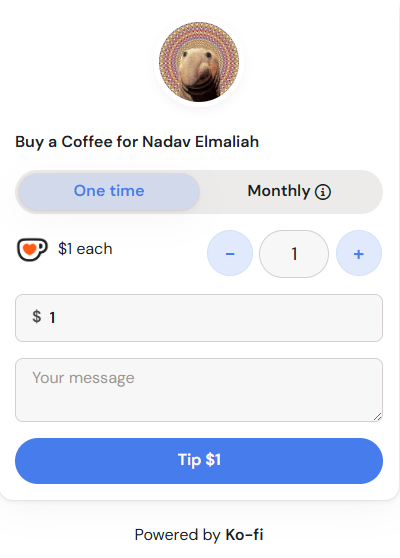 Buy a Coffee for Nadav Elmaliah
One time
Monthly
$1 each
−
1
+
$ 1
Your message
Tip $1
Powered by Ko-fi